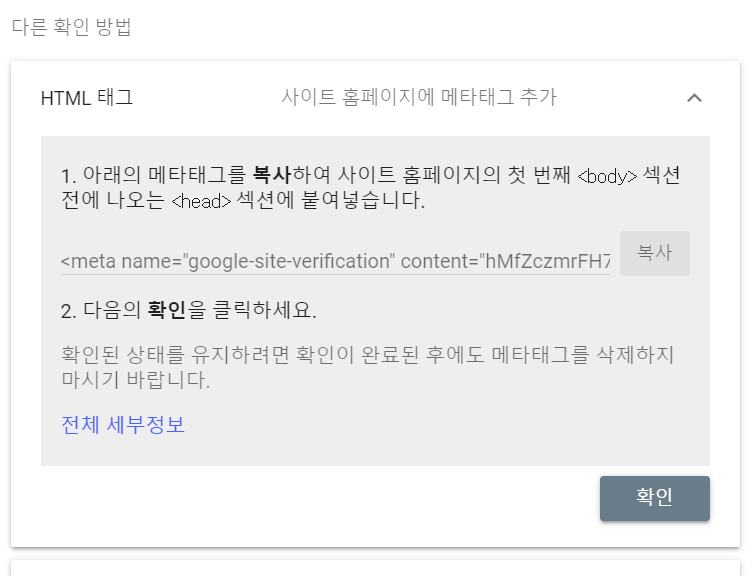 다른 확인 방법
HTML 태그
사이트 홈페이지에 메타태그 추가
1. 아래의 메타태그를 복사하여 사이트 홈페이지의 첫 번째 <body> 섹션
전에 나오는 <head> 섹션에 붙여넣습니다.
<meta name="google-site-verification" content="hMfZczmrFH7
복사
2. 다음의 확인을 클릭하세요.
확인된 상태를 유지하려면 확인이 완료된 후에도 메타태그를 삭제하지
마시기 바랍니다.
전체 세부정보
확인